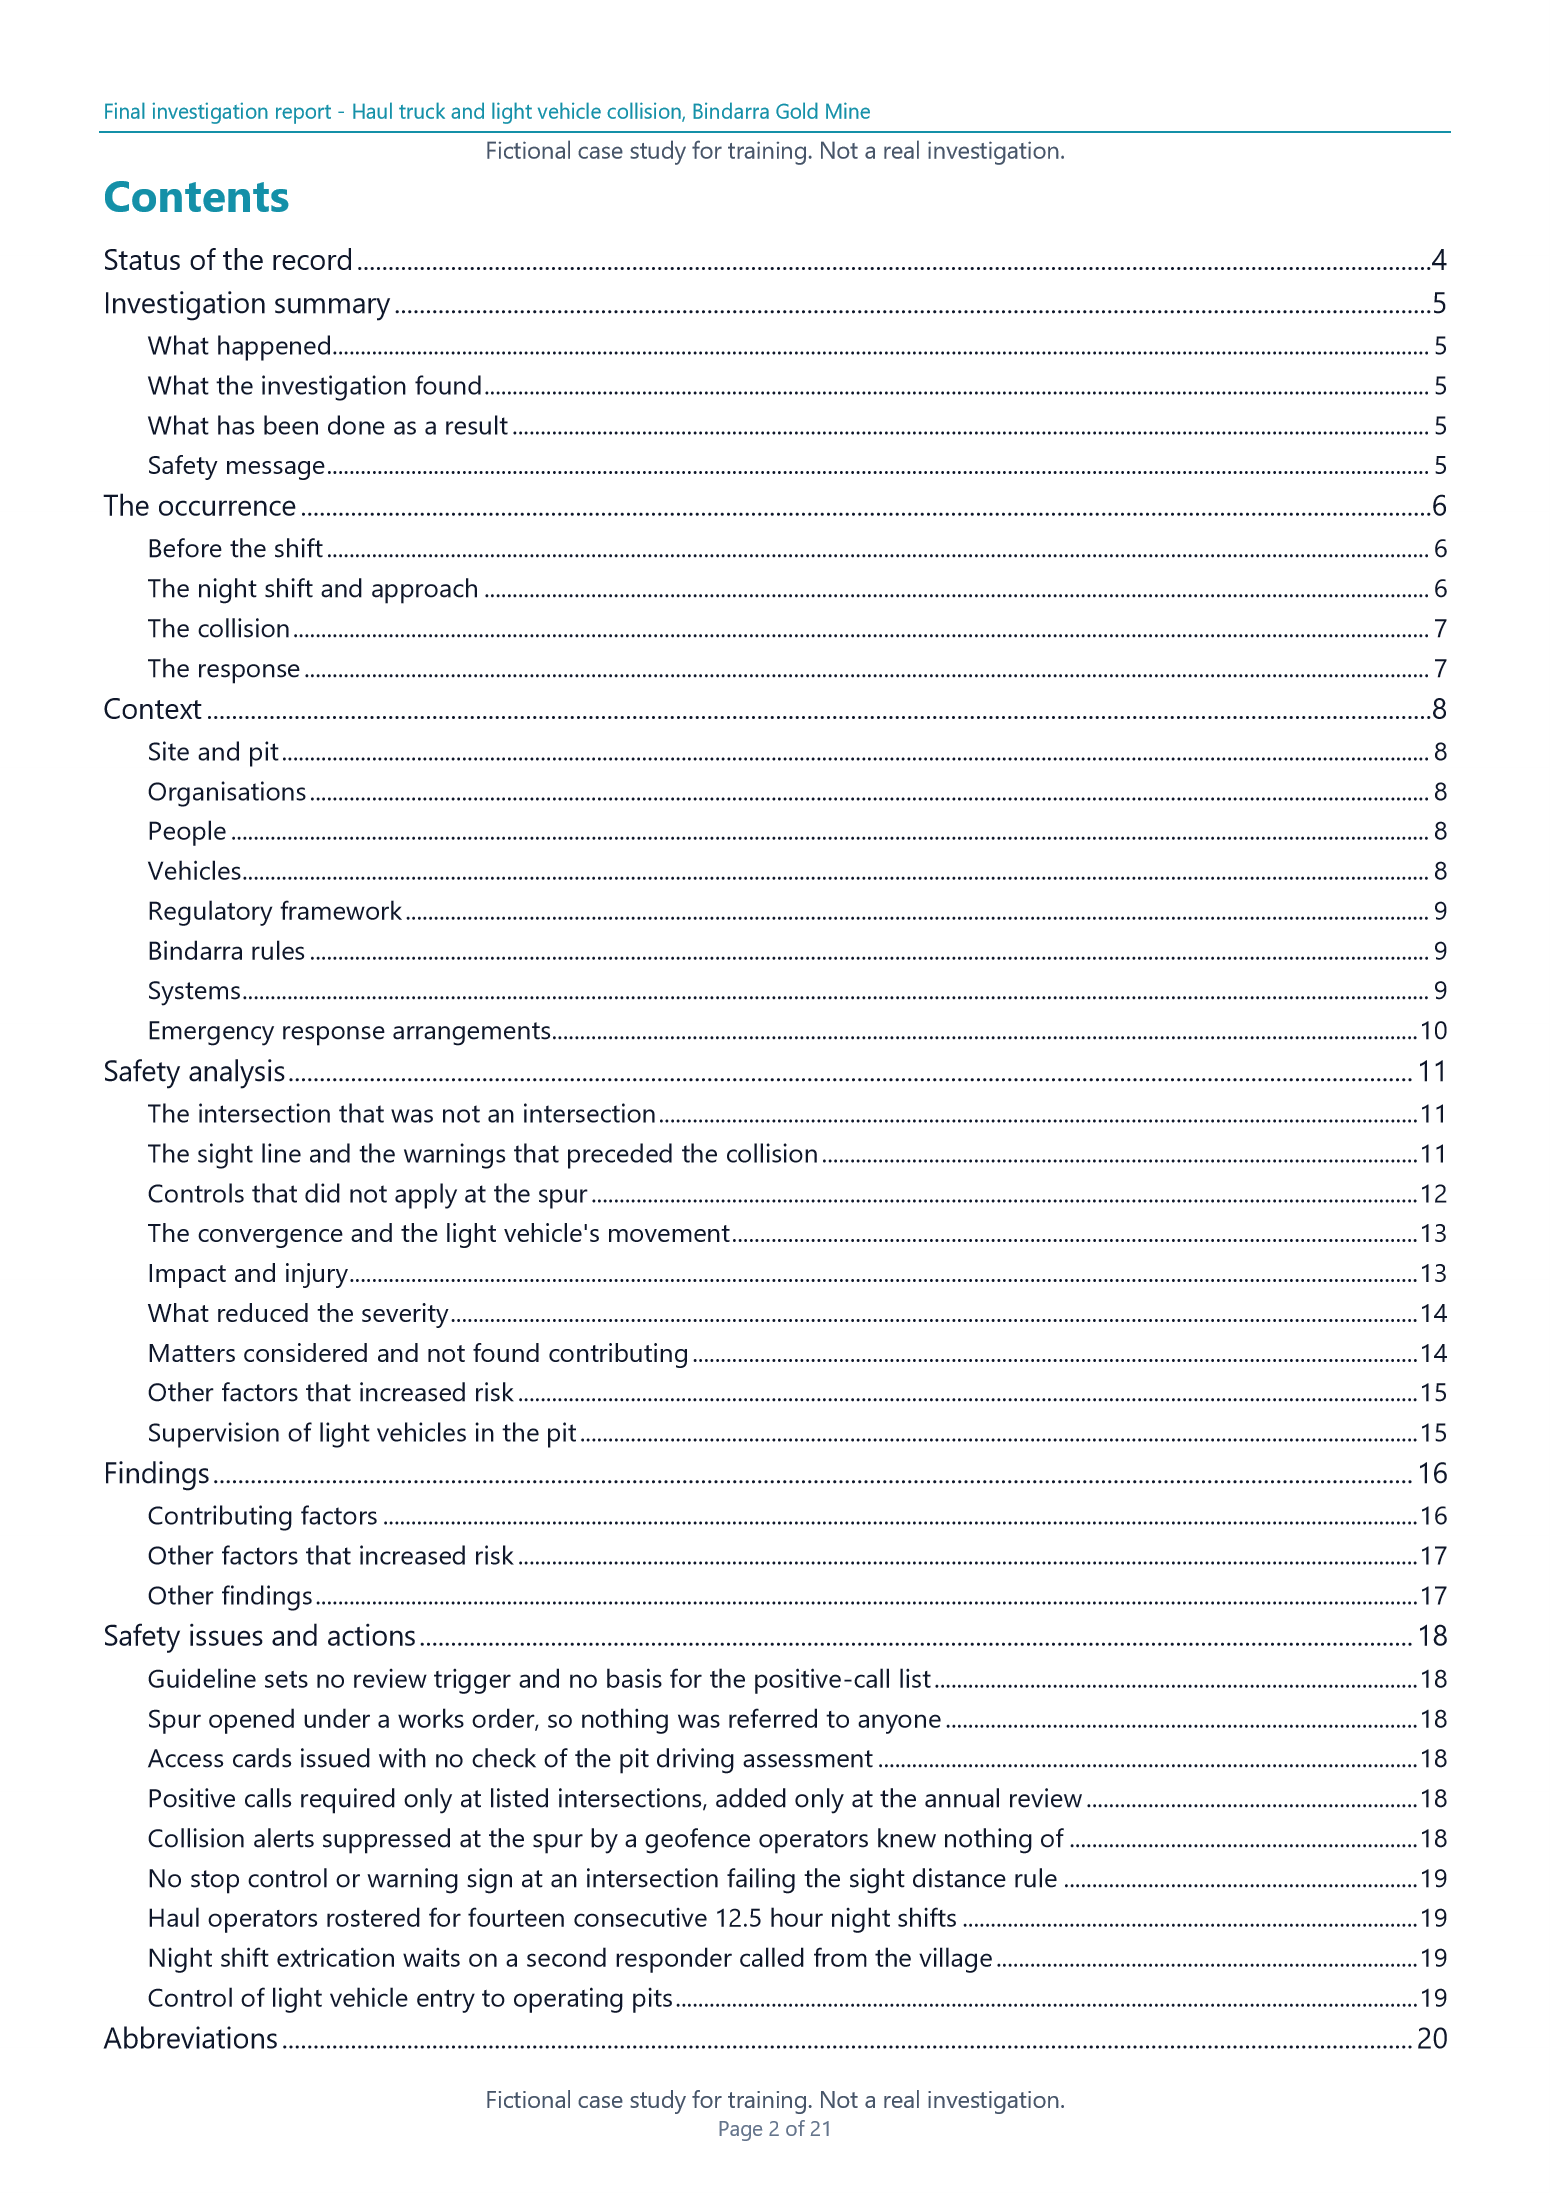 Final investigation report - Haul truck and light vehicle collision, Bindarra Gold Mine
Fictional case study for training. Not a real investigation.
Contents
Status of the record 4
Investigation summary 5
What happened 5
What the investigation found 5
What has been done as a result 5
Safety message 5
The occurrence 6
Before the shift 6
The night shift and approach 6
The collision 7
The response 7
Context 8
Site and pit 8
Organisations 8
People 8
Vehicles 8
Regulatory framework 9
Bindarra rules 9
Systems 9
Emergency response arrangements 10
Safety analysis 11
The intersection that was not an intersection 11
The sight line and the warnings that preceded the collision 11
Controls that did not apply at the spur 12
The convergence and the light vehicle's movement 13
Impact and injury 13
What reduced the severity 14
Matters considered and not found contributing 14
Other factors that increased risk 15
Supervision of light vehicles in the pit 15
Findings 16
Contributing factors 16
Other factors that increased risk 17
Other findings 17
Safety issues and actions 18
Guideline sets no review trigger and no basis for the positive-call list 18
Spur opened under a works order, so nothing was referred to anyone 18
Access cards issued with no check of the pit driving assessment 18
Positive calls required only at listed intersections, added only at the annual review 18
Collision alerts suppressed at the spur by a geofence operators knew nothing of 18
No stop control or warning sign at an intersection failing the sight distance rule 19
Haul operators rostered for fourteen consecutive 12.5 hour night shifts 19
Night shift extrication waits on a second responder called from the village 19
Control of light vehicle entry to operating pits 19
Abbreviations 20
Fictional case study for training. Not a real investigation.
Page 2 of 21